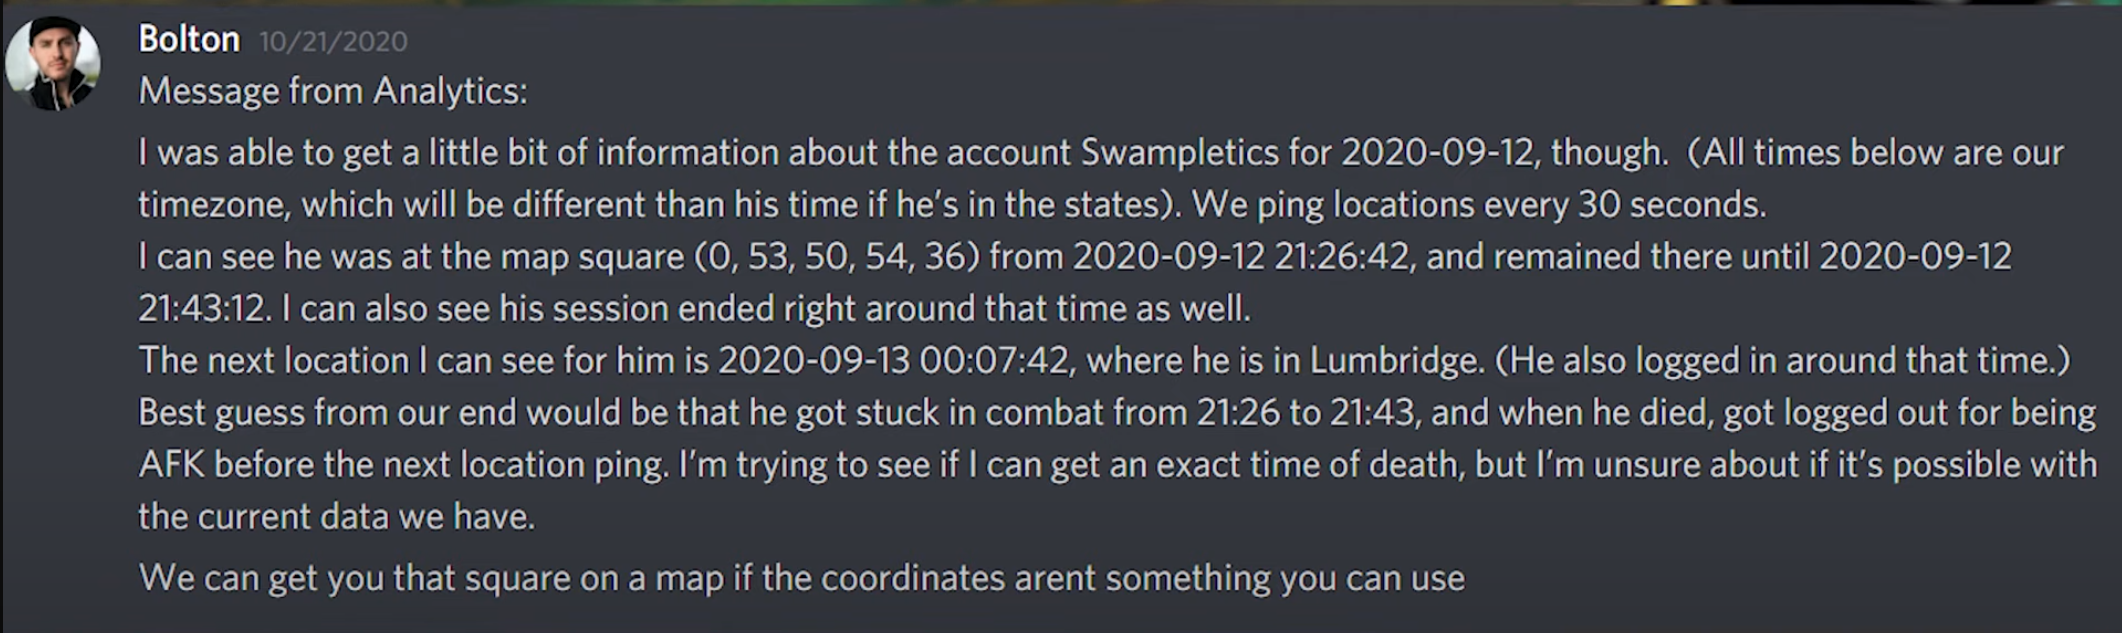 Bolton 10/21/2020
Message from Analytics:
I was able to get a little bit of information about the account Swampletics for 2020-09-12, though.  (All times below are our
timezone, which will be different than his time if he’s in the states). We ping locations every 30 seconds.
I can see he was at the map square (0, 53, 50, 54, 36) from 2020-09-12 21:26:42, and remained there until 2020-09-12
21:43:12. I can also see his session ended right around that time as well.
The next location I can see for him is 2020-09-13 00:07:42, where he is in Lumbridge. (He also logged in around that time.)
Best guess from our end would be that he got stuck in combat from 21:26 to 21:43, and when he died, got logged out for being
AFK before the next location ping. I’m trying to see if I can get an exact time of death, but I’m unsure about if it’s possible with
the current data we have.
We can get you that square on a map if the coordinates arent something you can use